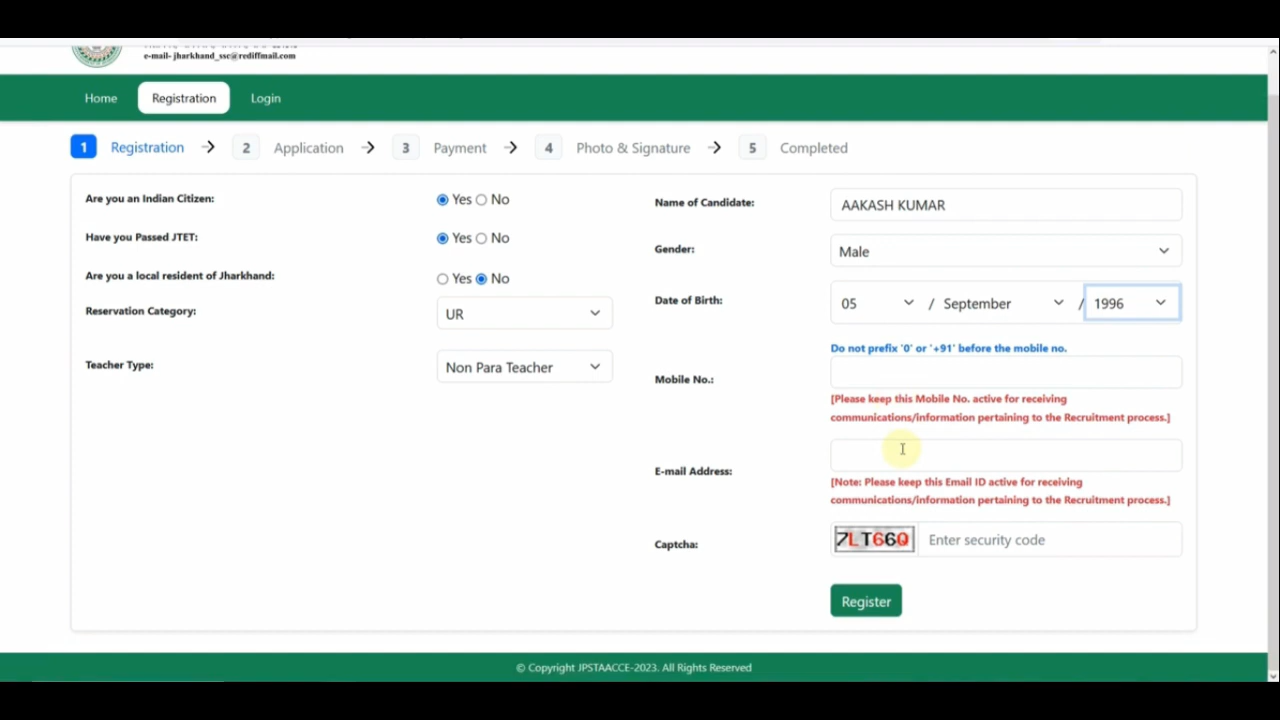 e-mail- jharkhand_ssc@rediffmail.com
Home Registration Login
1 Registration → 2 Application → 3 Payment → 4 Photo & Signature → 5 Completed
Are you an Indian Citizen: Yes No
Have you Passed JTET: Yes No
Are you a local resident of Jharkhand: Yes No
Reservation Category: UR
Teacher Type: Non Para Teacher
Name of Candidate: AAKASH KUMAR
Gender: Male
Date of Birth: 05 / September / 1996
Do not prefix '0' or '+91' before the mobile no.
Mobile No.:
[Please keep this Mobile No. active for receiving
communications/information pertaining to the Recruitment process.]
E-mail Address:
[Note: Please keep this Email ID active for receiving
communications/information pertaining to the Recruitment process.]
Captcha: Enter security code
Register
© Copyright JPSTAACCE-2023. All Rights Reserved